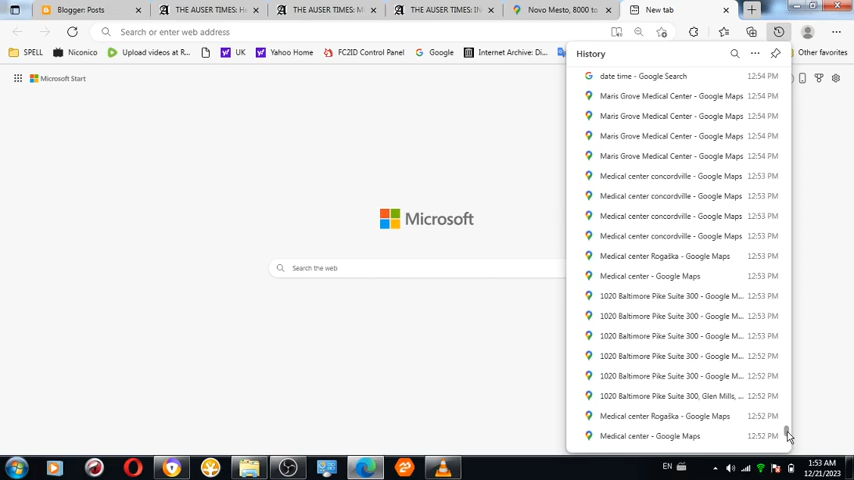 Blogger: Posts
THE AUSER TIMES: H
THE AUSER TIMES: M
THE AUSER TIMES: G
Novo Mesto, 8000 to
New tab
Search or enter web address
SPELL
Niconico
Upload videos at R...
UK
Yahoo Home
FC2ID Control Panel
Google
Internet Archive: Di...
Other favorites
Microsoft Start
History
date time - Google Search 12:54 PM
Maris Grove Medical Center - Google Maps 12:54 PM
Maris Grove Medical Center - Google Maps 12:54 PM
Maris Grove Medical Center - Google Maps 12:54 PM
Maris Grove Medical Center - Google Maps 12:54 PM
Medical center concordville - Google Maps 12:53 PM
Medical center concordville - Google Maps 12:53 PM
Medical center concordville - Google Maps 12:53 PM
Medical center concordville - Google Maps 12:53 PM
Medical center Rogaška - Google Maps 12:53 PM
Medical center - Google Maps 12:53 PM
1020 Baltimore Pike Suite 300 - Google M... 12:53 PM
1020 Baltimore Pike Suite 300 - Google M... 12:53 PM
1020 Baltimore Pike Suite 300 - Google M... 12:53 PM
1020 Baltimore Pike Suite 300 - Google M... 12:52 PM
1020 Baltimore Pike Suite 300 - Google M... 12:52 PM
1020 Baltimore Pike Suite 300, Glen Mills, ... 12:52 PM
Medical center Rogaška - Google Maps 12:52 PM
Medical center - Google Maps 12:52 PM
Microsoft
Search the web
EN
1:53 AM
12/21/2023